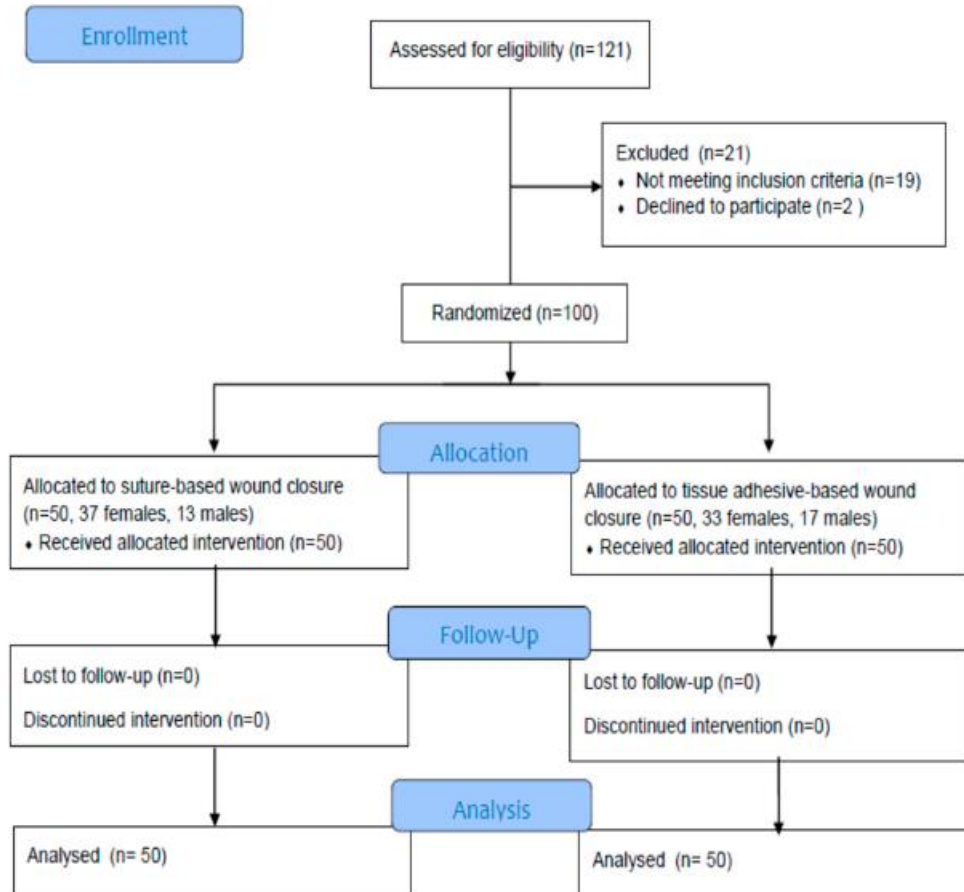 Enrollment
Assessed for eligibility (n=121)
Excluded (n=21)
♦ Not meeting inclusion criteria (n=19)
♦ Declined to participate (n=2 )
Randomized (n=100)
Allocation
Allocated to suture-based wound closure
(n=50, 37 females, 13 males)
♦ Received allocated intervention (n=50)
Allocated to tissue adhesive-based wound
closure (n=50, 33 females, 17 males)
♦ Received allocated intervention (n=50)
Follow-Up
Lost to follow-up (n=0)
Discontinued intervention (n=0)
Lost to follow-up (n=0)
Discontinued intervention (n=0)
Analysis
Analysed (n= 50)
Analysed (n= 50)